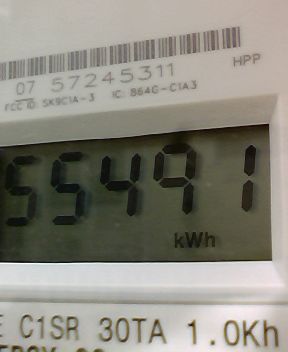 07 57245311
HPP
FCC ID: SK9C1A-3 IC: 864G-C1A3
55491
kWh
C1SR 30TA 1.0Kh